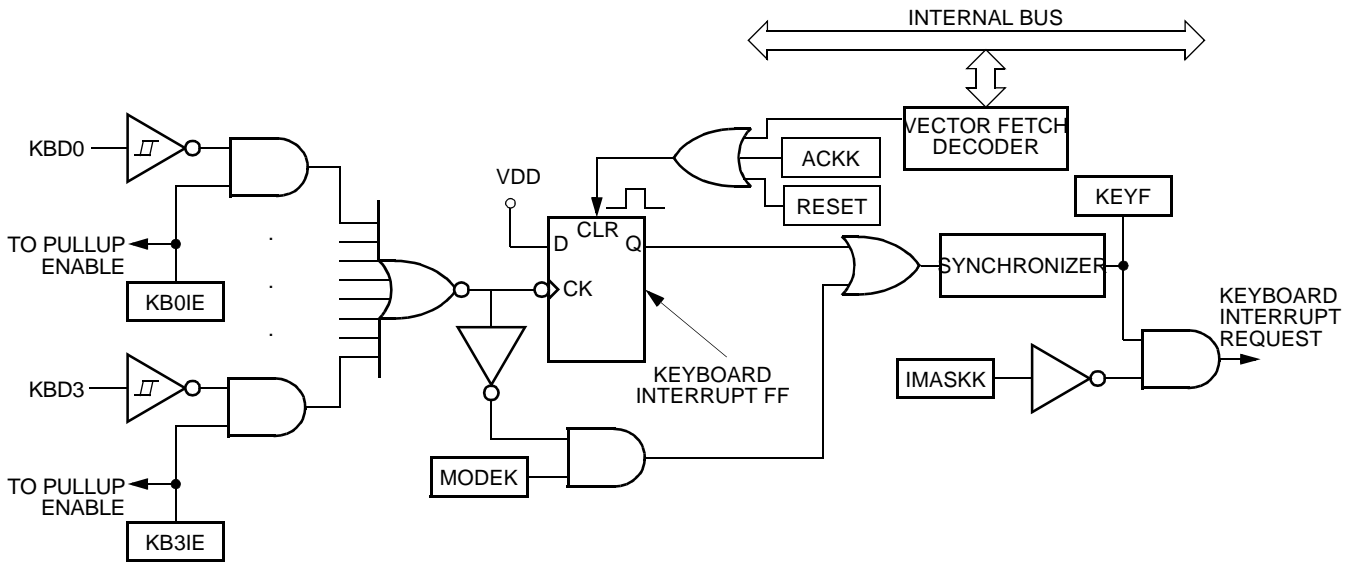 INTERNAL BUS
VECTOR FETCH
DECODER
KBD0
ACKK
VDD
RESET
KEYF
CLR
D
Q
TO PULLUP
ENABLE
SYNCHRONIZER
KB0IE
CK
KEYBOARD
INTERRUPT
REQUEST
KBD3
KEYBOARD
INTERRUPT FF
IMASKK
MODEK
TO PULLUP
ENABLE
KB3IE